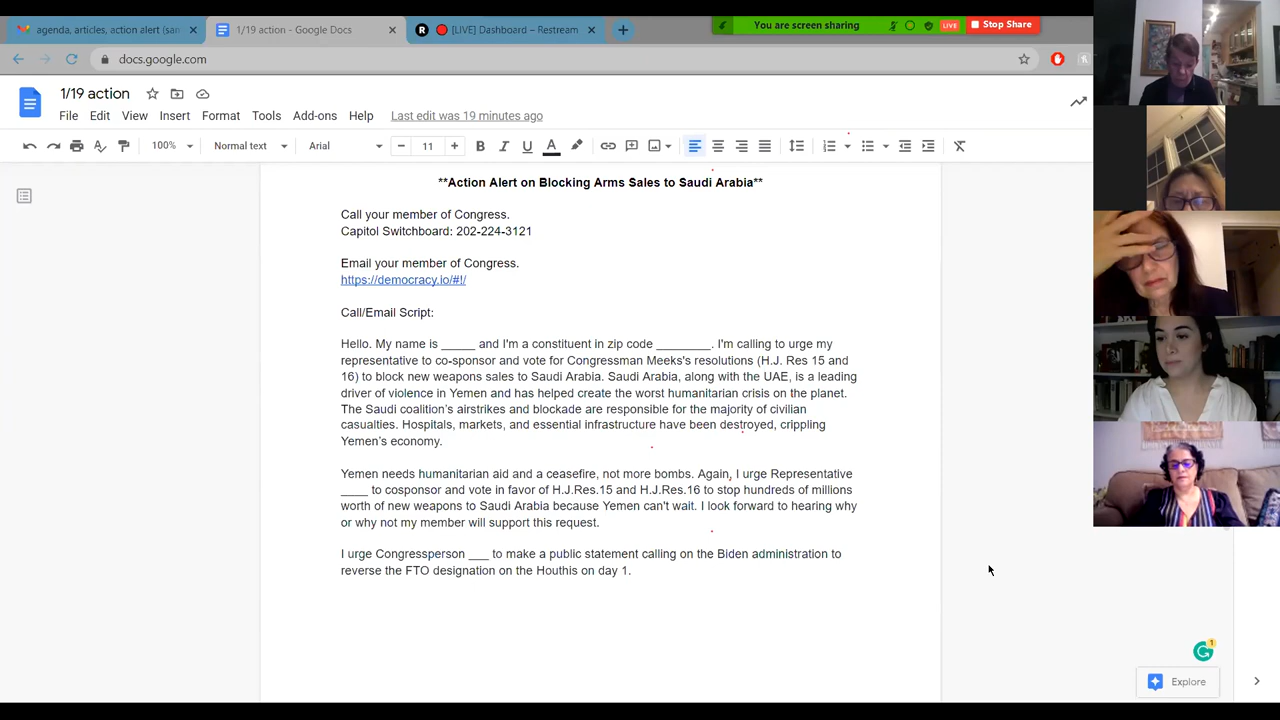 agenda, articles, action alert (san
1/19 action - Google Docs
[LIVE] Dashboard – Restream
You are screen sharing
LIVE
Stop Share
docs.google.com
1/19 action
File Edit View Insert Format Tools Add-ons Help Last edit was 19 minutes ago
100% Normal text Arial 11
**Action Alert on Blocking Arms Sales to Saudi Arabia**
Call your member of Congress.
Capitol Switchboard: 202-224-3121
Email your member of Congress.
https://democracy.io/#!/
Call/Email Script:
Hello. My name is _____ and I'm a constituent in zip code ________. I'm calling to urge my
representative to co-sponsor and vote for Congressman Meeks's resolutions (H.J. Res 15 and
16) to block new weapons sales to Saudi Arabia. Saudi Arabia, along with the UAE, is a leading
driver of violence in Yemen and has helped create the worst humanitarian crisis on the planet.
The Saudi coalition's airstrikes and blockade are responsible for the majority of civilian
casualties. Hospitals, markets, and essential infrastructure have been destroyed, crippling
Yemen's economy.
Yemen needs humanitarian aid and a ceasefire, not more bombs. Again, I urge Representative
____ to cosponsor and vote in favor of H.J.Res.15 and H.J.Res.16 to stop hundreds of millions
worth of new weapons to Saudi Arabia because Yemen can't wait. I look forward to hearing why
or why not my member will support this request.
I urge Congressperson ___ to make a public statement calling on the Biden administration to
reverse the FTO designation on the Houthis on day 1.
1
Explore